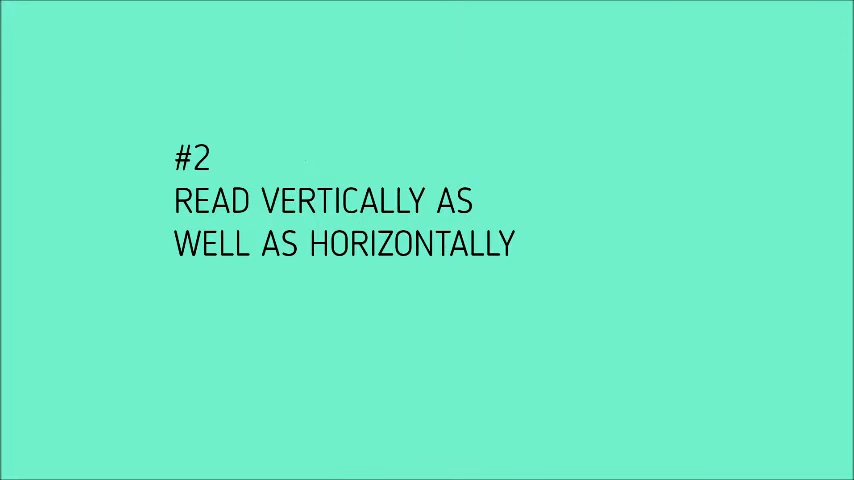 #2
READ VERTICALLY AS
WELL AS HORIZONTALLY